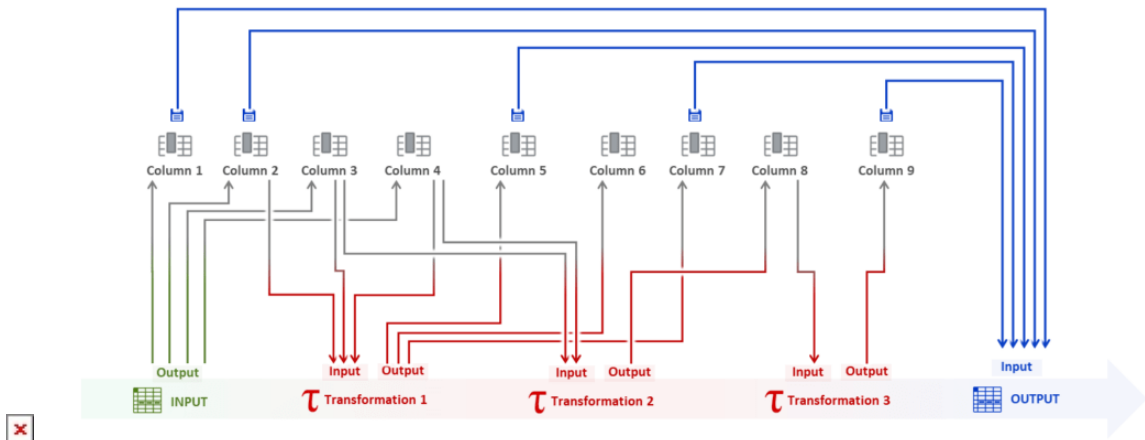 Column 1 Column 2 Column 3 Column 4 Column 5 Column 6 Column 7 Column 8 Column 9
Output Input Output Input Output Input Output Input
INPUT τ Transformation 1 τ Transformation 2 τ Transformation 3 OUTPUT